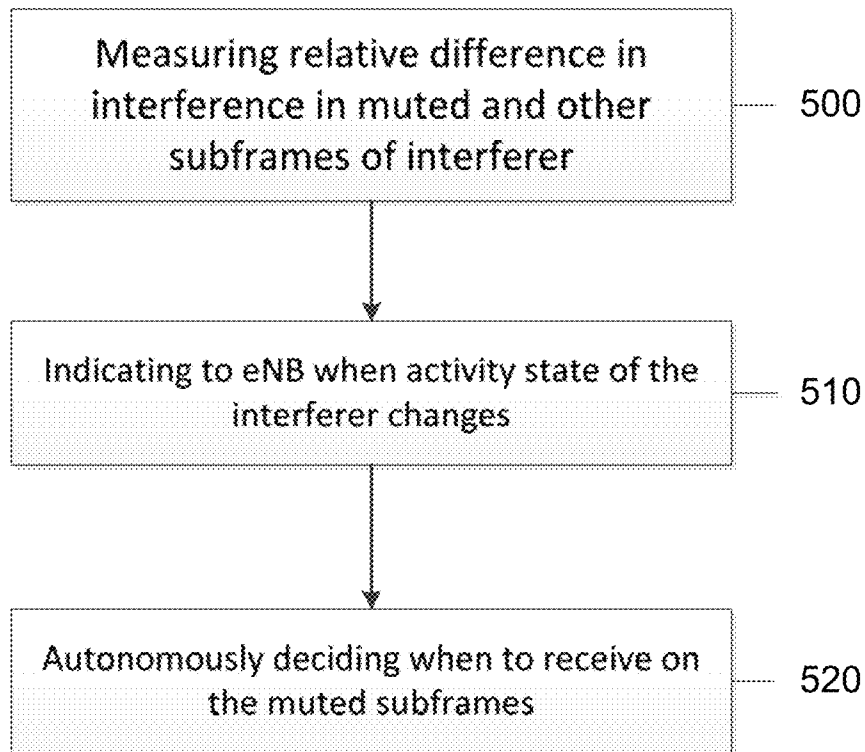 Measuring relative difference in
interference in muted and other
subframes of interferer
500
Indicating to eNB when activity state of the
interferer changes
510
Autonomously deciding when to receive on
the muted subframes
520